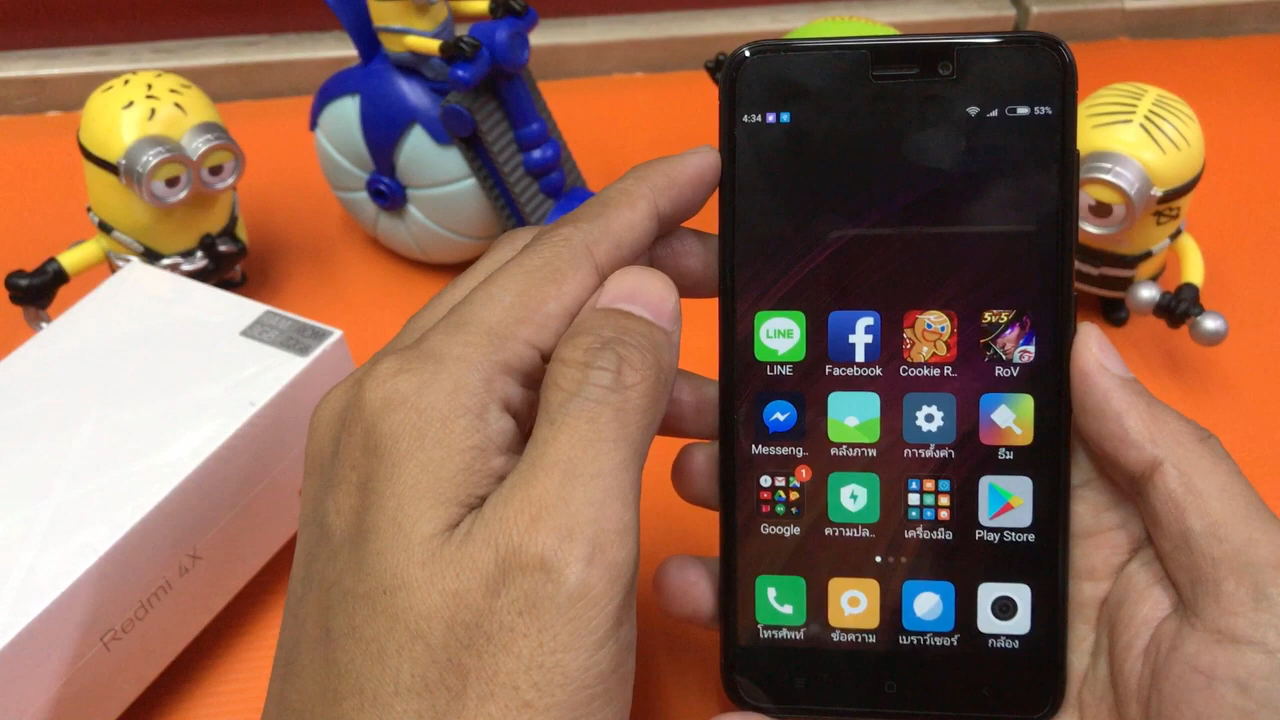 4:34
53%
LINE
LINE
Facebook
Cookie R..
5v5
RoV
Messeng..
คลังภาพ
การตั้งค่า
ธีม
1
Google
ความปล..
เครื่องมือ
Play Store
โทรศัพท์
ข้อความ
เบราว์เซอร์
กล้อง
Redmi 4X